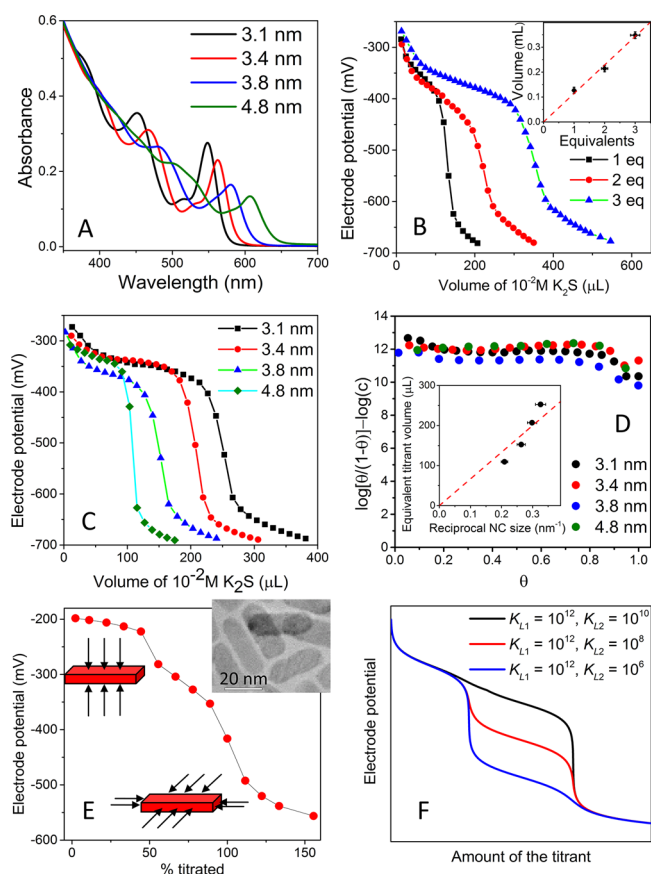 0.6
0.4
0.2
0.0
Absorbance
3.1 nm
3.4 nm
3.8 nm
4.8 nm
A
400
500
600
700
Wavelength (nm)
-300
-400
-500
-600
-700
Electrode potential (mV)
0.4
0.2
0.0
Volume (mL)
0
1
2
3
Equivalents
1 eq
2 eq
3 eq
B
0
200
400
600
Volume of 10⁻²M K₂S (μL)
-300
-400
-500
-600
-700
Electrode potential (mV)
3.1 nm
3.4 nm
3.8 nm
4.8 nm
C
0
100
200
300
400
Volume of 10⁻²M K₂S (μL)
14
12
10
8
6
4
2
0
log[θ/(1-θ)]–log(c)
300
200
100
0
Equivalent titrant volume (μL)
0.0
0.1
0.2
0.3
0.4
Reciprocal NC size (nm⁻¹)
D
3.1 nm
3.4 nm
3.8 nm
4.8 nm
0.0
0.2
0.4
0.6
0.8
1.0
θ
-200
-300
-400
-500
-600
Electrode potential (mV)
20 nm
E
0
50
100
150
% titrated
Electrode potential
K_L1 = 10¹², K_L2 = 10¹⁰
K_L1 = 10¹², K_L2 = 10⁸
K_L1 = 10¹², K_L2 = 10⁶
F
Amount of the titrant